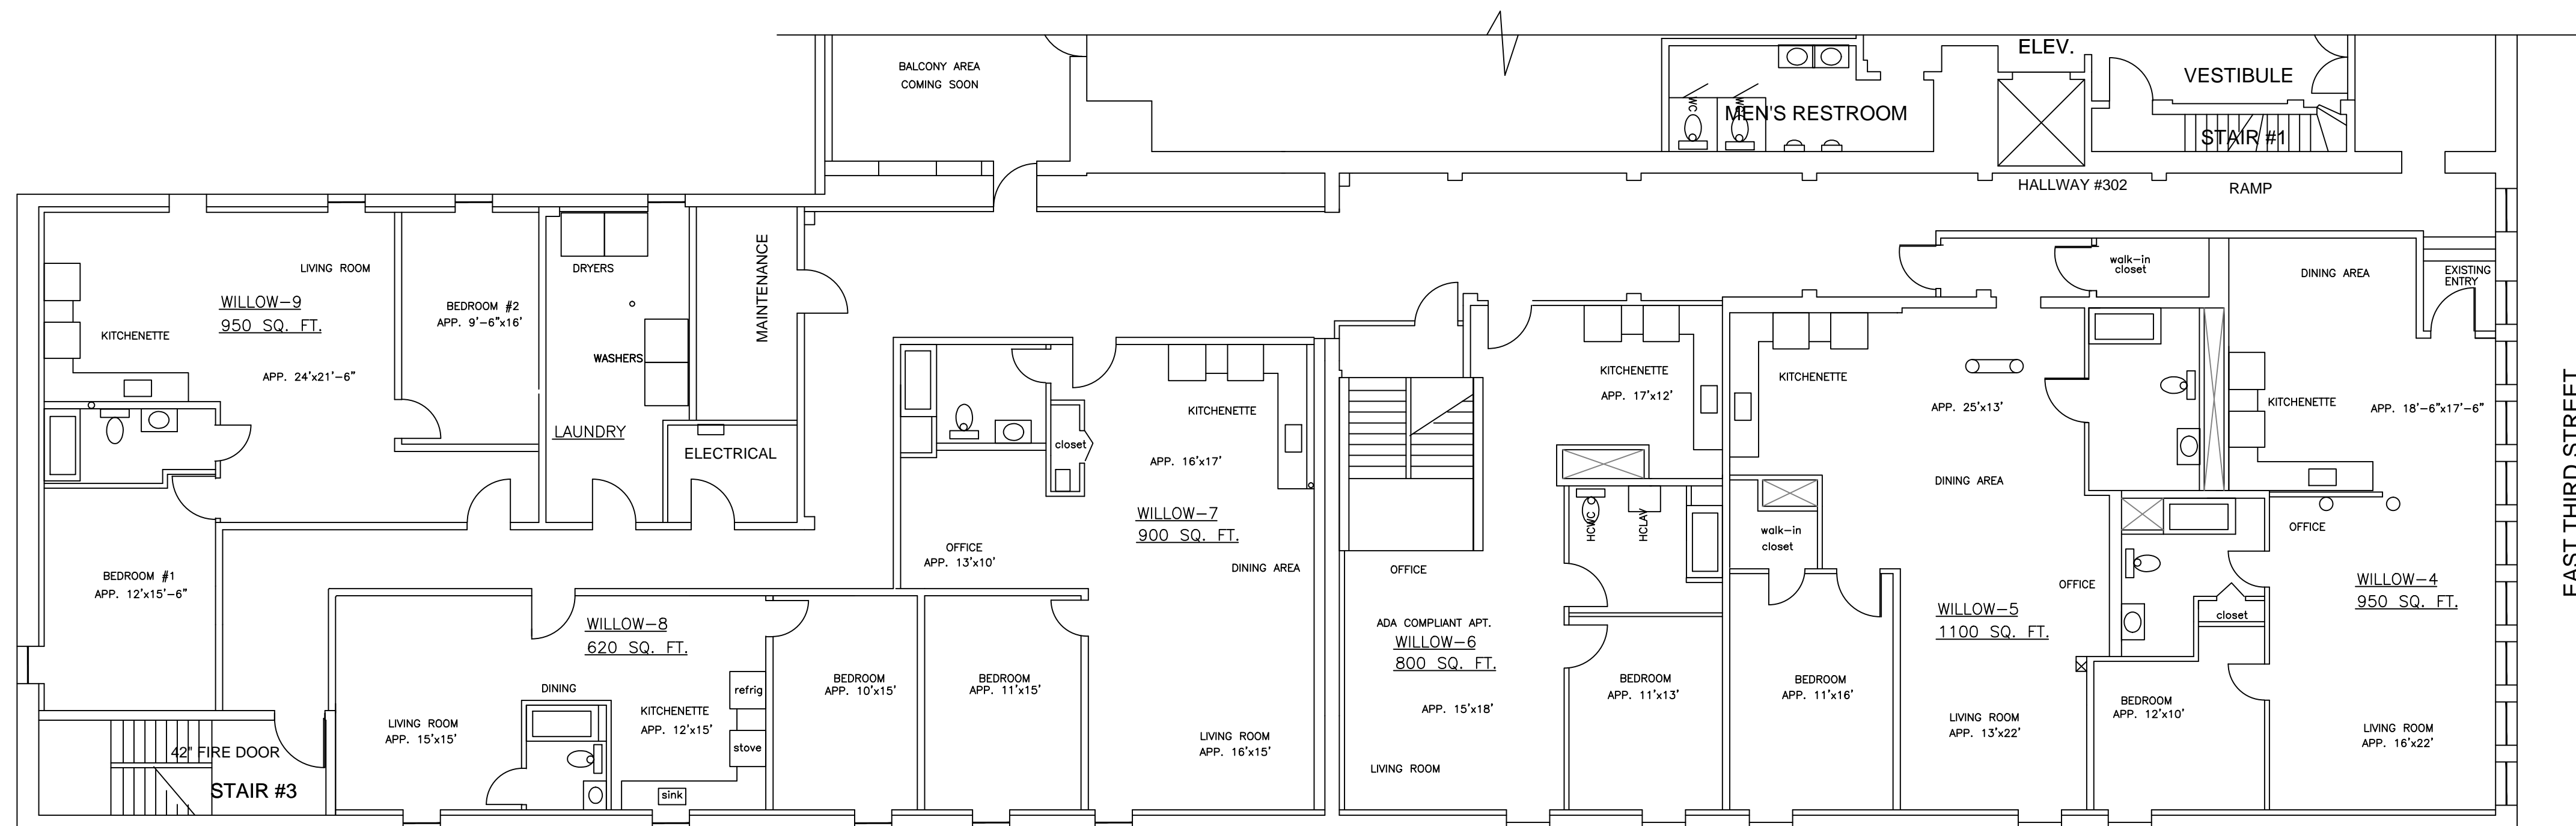 BALCONY AREA
COMING SOON
ELEV.
VESTIBULE
WC
WC
MEN'S RESTROOM
STAIR #1
HALLWAY #302
RAMP
LIVING ROOM
WILLOW-9
950 SQ. FT.
KITCHENETTE
APP. 24'x21'-6"
BEDROOM #2
APP. 9'-6"x16'
DRYERS
WASHERS
LAUNDRY
MAINTENANCE
ELECTRICAL
BEDROOM #1
APP. 12'x15'-6"
42" FIRE DOOR
STAIR #3
WILLOW-8
620 SQ. FT.
DINING
LIVING ROOM
APP. 15'x15'
KITCHENETTE
APP. 12'x15'
refrig
stove
sink
BEDROOM
APP. 10'x15'
closet
KITCHENETTE
APP. 16'x17'
WILLOW-7
900 SQ. FT.
OFFICE
APP. 13'x10'
DINING AREA
BEDROOM
APP. 11'x15'
LIVING ROOM
APP. 16'x15'
KITCHENETTE
APP. 17'x12'
HCWC
HCLAV
OFFICE
ADA COMPLIANT APT.
WILLOW-6
800 SQ. FT.
APP. 15'x18'
LIVING ROOM
BEDROOM
APP. 11'x13'
walk-in
closet
KITCHENETTE
APP. 25'x13'
DINING AREA
walk-in
closet
OFFICE
WILLOW-5
1100 SQ. FT.
BEDROOM
APP. 11'x16'
LIVING ROOM
APP. 13'x22'
DINING AREA
EXISTING
ENTRY
KITCHENETTE
APP. 18'-6"x17'-6"
OFFICE
WILLOW-4
950 SQ. FT.
closet
BEDROOM
APP. 12'x10'
LIVING ROOM
APP. 16'x22'
EAST THIRD STREET